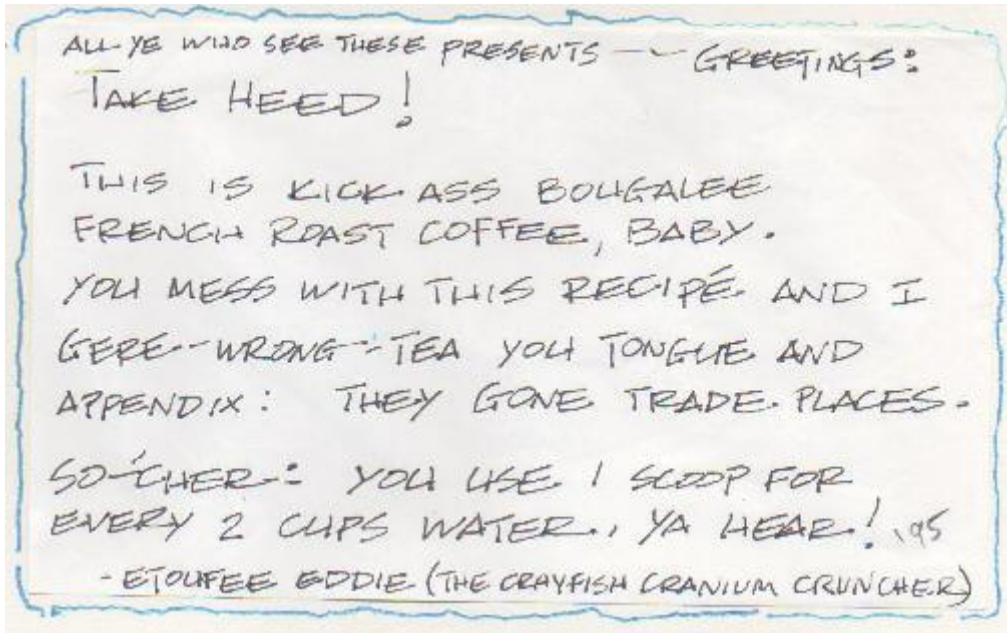 ALL YE WHO SEE THESE PRESENTS -- GREETINGS:
TAKE HEED!
THIS IS KICK-ASS BOUGALEE
FRENCH ROAST COFFEE, BABY.
YOU MESS WITH THIS RECIPÉ AND I
GERE--WRONG--TEA YOU TONGUE AND
APPENDIX: THEY GONE TRADE PLACES.
SO-CHER-: YOU USE 1 SCOOP FOR
EVERY 2 CUPS WATER, YA HEAR! '95
- ETOUFEE EDDIE (THE CRAYFISH CRANIUM CRUNCHER)